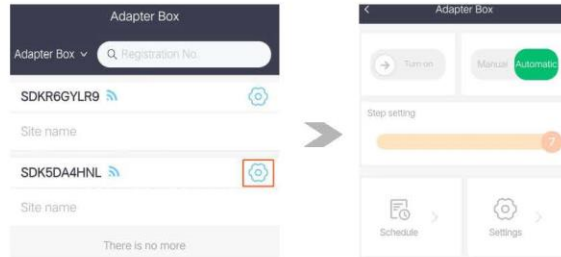 Adapter Box
Adapter Box
Registration No.
SDKR6GYLR9
Site name
SDK5DA4HNL
Site name
There is no more
Adapter Box
Turn on
Manual
Automatic
Step setting
7
Schedule
Settings